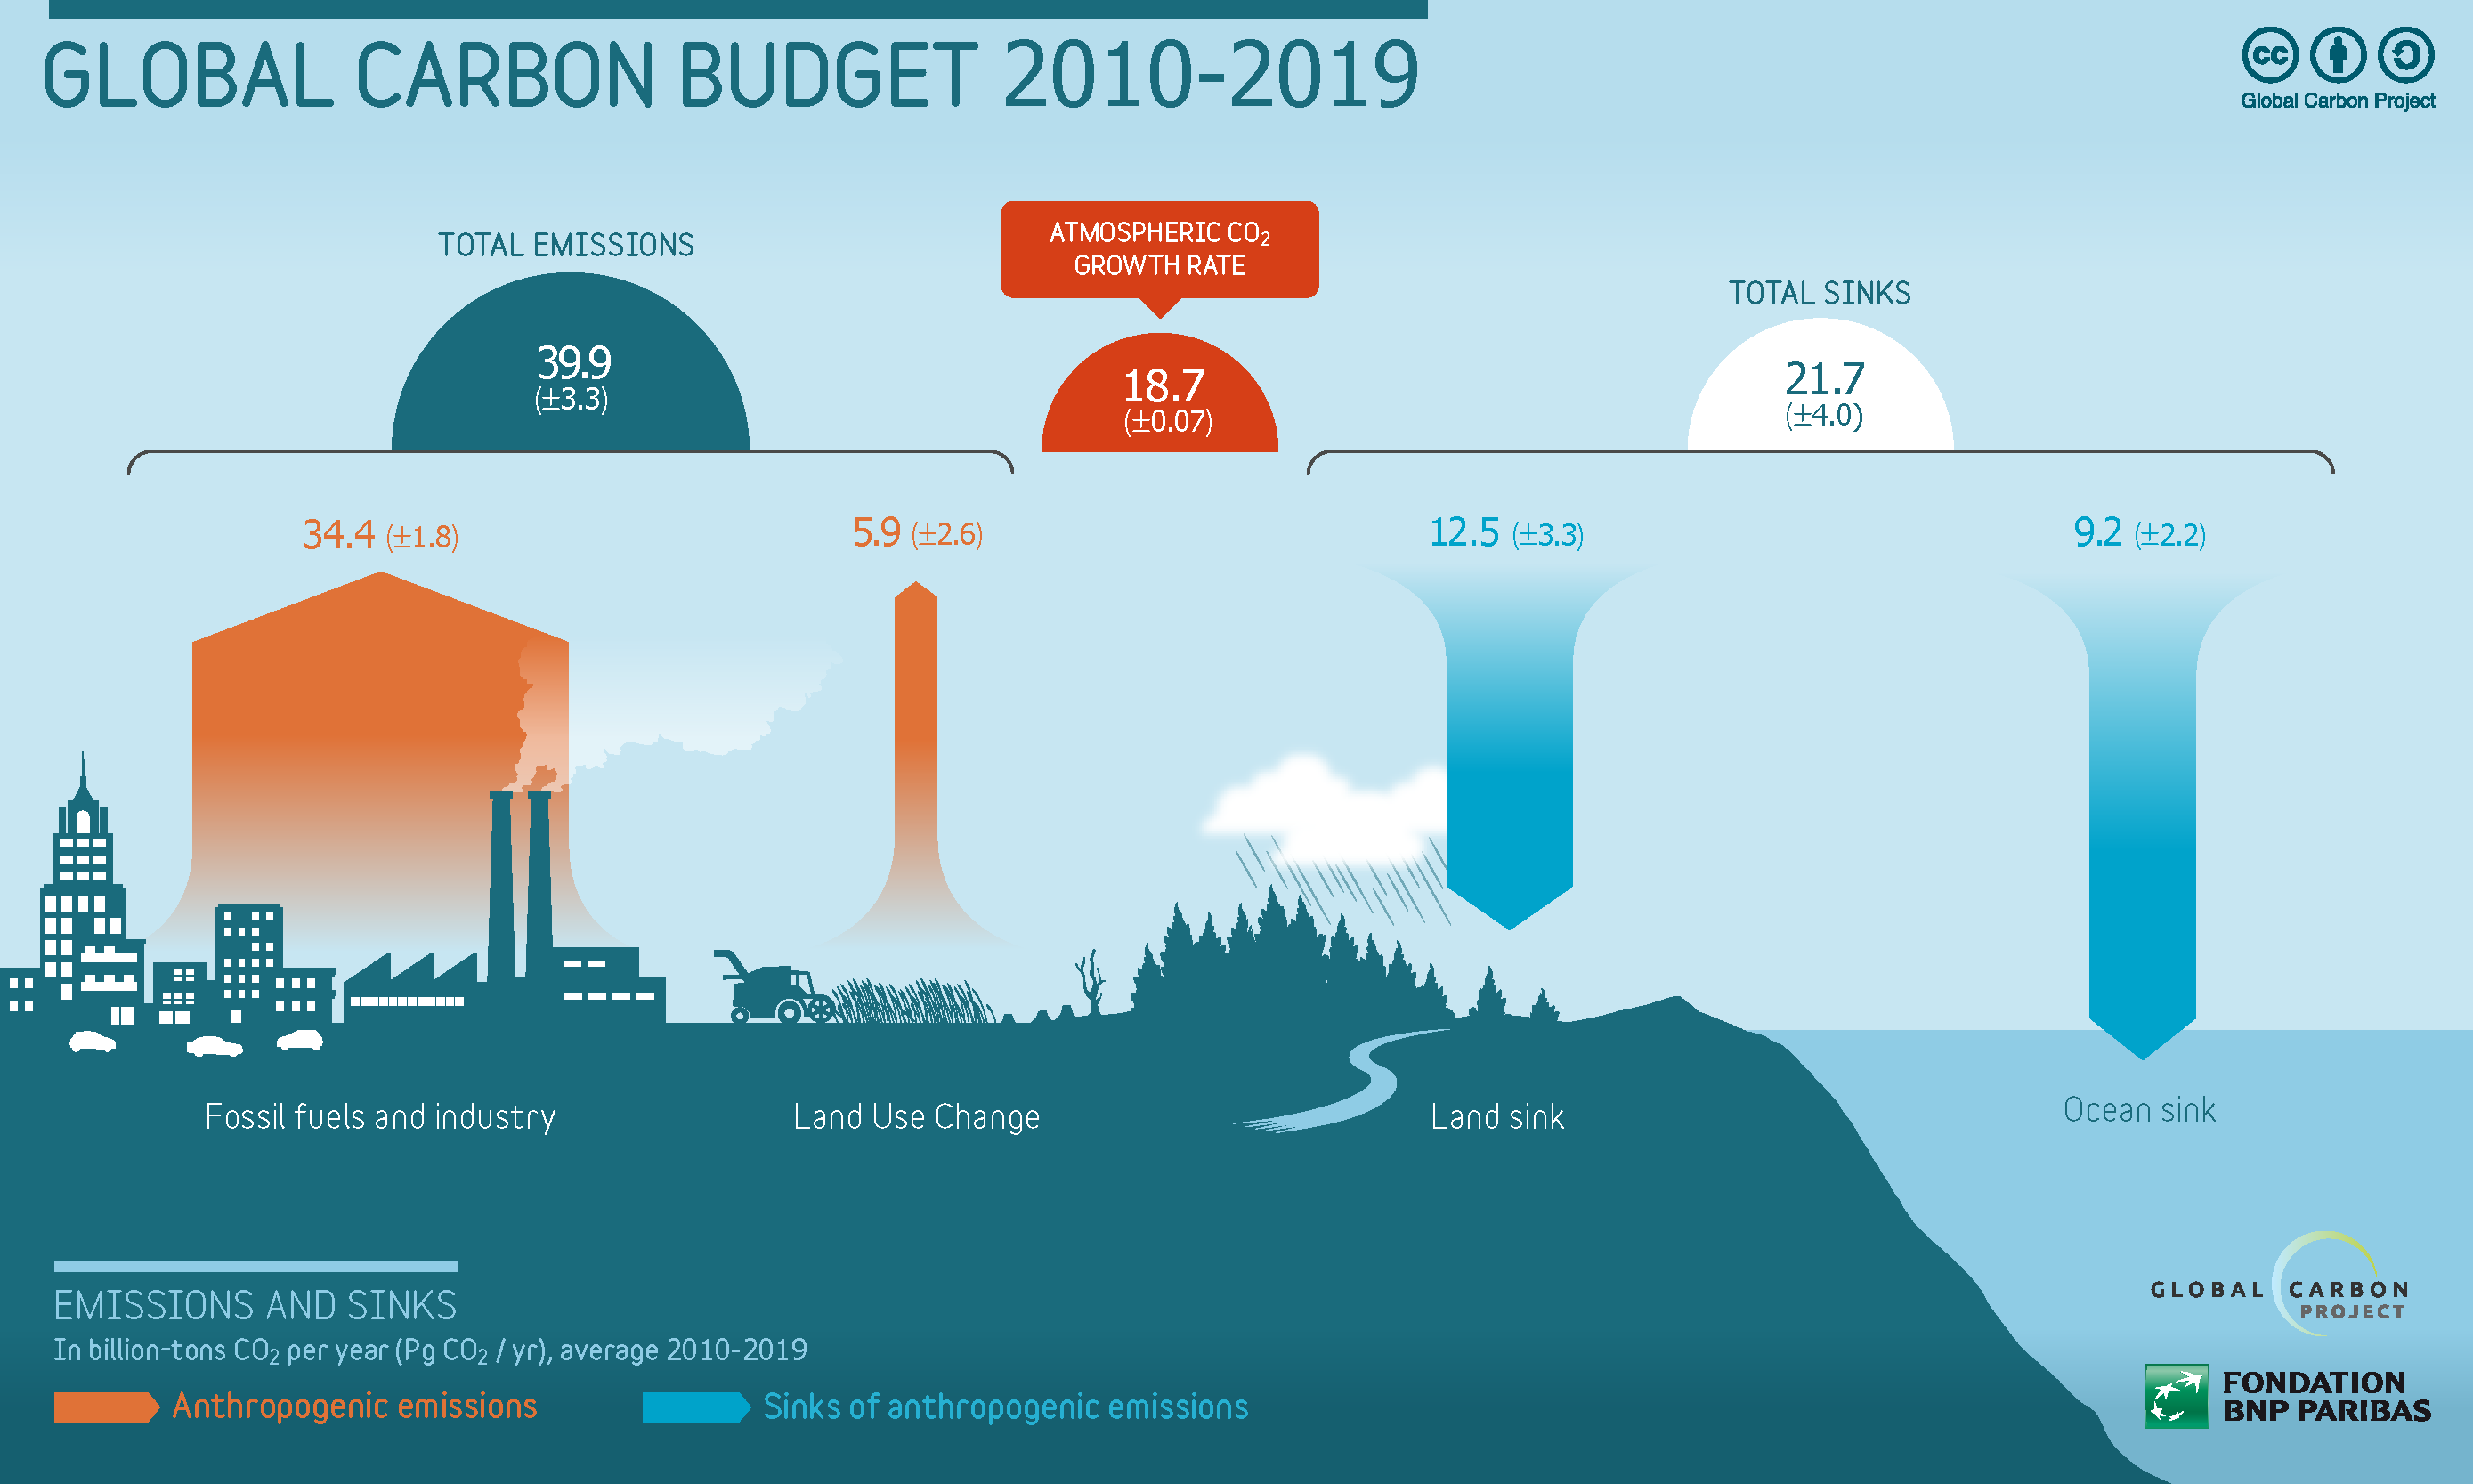 GLOBAL CARBON BUDGET 2010-2019
cc
Global Carbon Project
TOTAL EMISSIONS
39.9
(±3.3)
ATMOSPHERIC CO₂
GROWTH RATE
18.7
(±0.07)
TOTAL SINKS
21.7
(±4.0)
34.4 (±1.8)
5.9 (±2.6)
12.5 (±3.3)
9.2 (±2.2)
Fossil fuels and industry
Land Use Change
Land sink
Ocean sink
EMISSIONS AND SINKS
In billion-tons CO₂ per year (Pg CO₂ / yr), average 2010-2019
Anthropogenic emissions
Sinks of anthropogenic emissions
GLOBAL CARBON
PROJECT
FONDATION
BNP PARIBAS